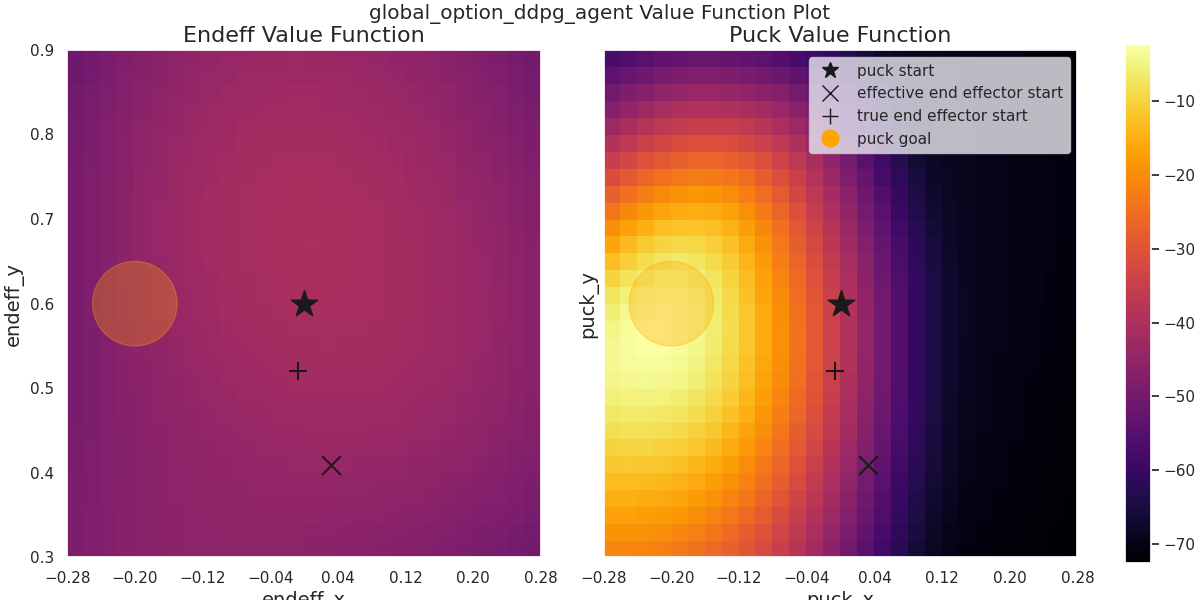 global_option_ddpg_agent Value Function Plot
Endeff Value Function
0.9
0.8
0.7
0.6
0.5
0.4
0.3
endeff_y
−0.28
−0.20
−0.12
−0.04
0.04
0.12
0.20
0.28
endeff_x
Puck Value Function
puck start
effective end effector start
true end effector start
puck goal
puck_y
−0.28
−0.20
−0.12
−0.04
0.04
0.12
0.20
0.28
puck_x
−10
−20
−30
−40
−50
−60
−70